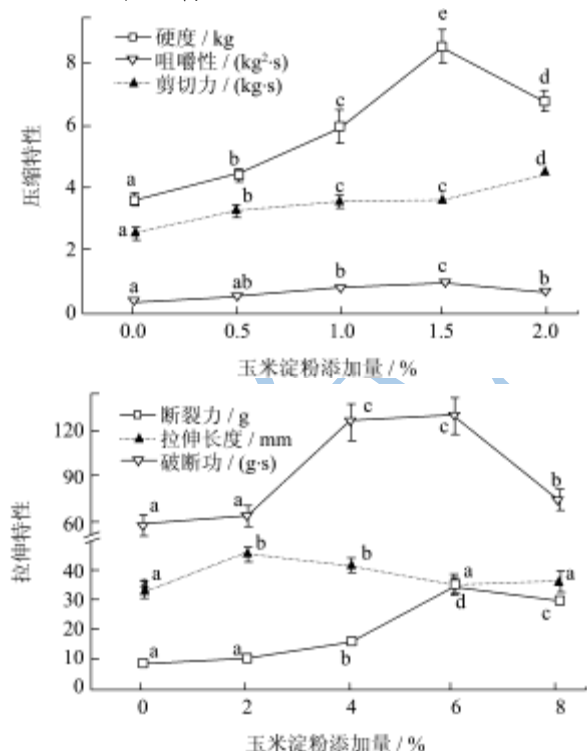 硬度 / kg
咀嚼性 / (kg²·s)
剪切力 / (kg·s)
压缩特性
8
6
4
2
0
a
b
c
e
d
a
b
c
c
d
a
ab
b
c
b
0.0 0.5 1.0 1.5 2.0
玉米淀粉添加量 / %
断裂力 / g
拉伸长度 / mm
破断功 / (g·s)
拉伸特性
120
90
60
40
30
20
10
0
a
a
c
c
b
a
b
b
a
a
a
a
b
d
c
0 2 4 6 8
玉米淀粉添加量 / %